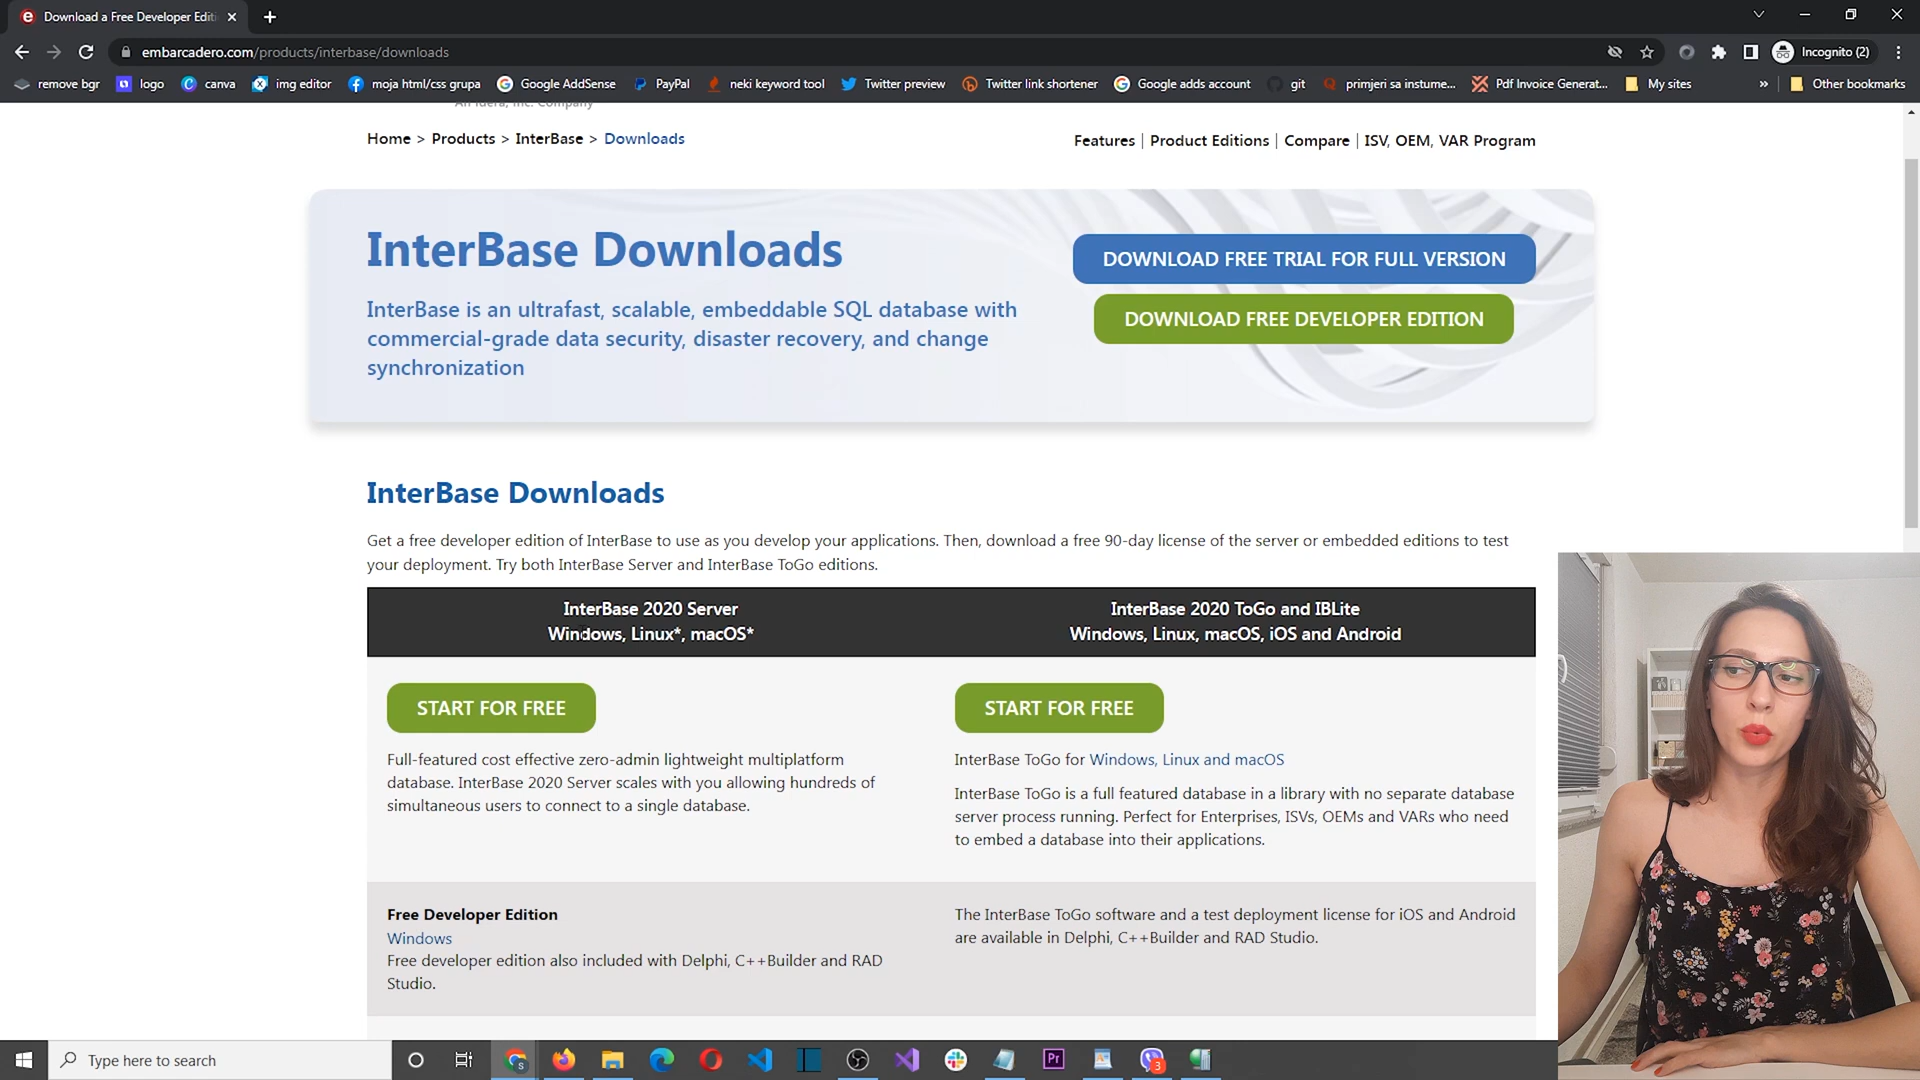 Download a Free Developer Editi
embarcadero.com/products/interbase/downloads
Incognito (2)
remove bgr
logo
canva
img editor
moja html/css grupa
Google AddSense
PayPal
neki keyword tool
Twitter preview
Twitter link shortener
Google adds account
git
primjeri sa instume...
Pdf Invoice Generat...
My sites
»
Other bookmarks
An Idera, Inc. Company
Home > Products > InterBase > Downloads
Features | Product Editions | Compare | ISV, OEM, VAR Program
InterBase Downloads
InterBase is an ultrafast, scalable, embeddable SQL database with
commercial-grade data security, disaster recovery, and change
synchronization
DOWNLOAD FREE TRIAL FOR FULL VERSION
DOWNLOAD FREE DEVELOPER EDITION
InterBase Downloads
Get a free developer edition of InterBase to use as you develop your applications. Then, download a free 90-day license of the server or embedded editions to test
your deployment. Try both InterBase Server and InterBase ToGo editions.
InterBase 2020 Server
Windows, Linux*, macOS*
InterBase 2020 ToGo and IBLite
Windows, Linux, macOS, iOS and Android
START FOR FREE
Full-featured cost effective zero-admin lightweight multiplatform
database. InterBase 2020 Server scales with you allowing hundreds of
simultaneous users to connect to a single database.
START FOR FREE
InterBase ToGo for Windows, Linux and macOS
InterBase ToGo is a full featured database in a library with no separate database
server process running. Perfect for Enterprises, ISVs, OEMs and VARs who need
to embed a database into their applications.
Free Developer Edition
Windows
Free developer edition also included with Delphi, C++Builder and RAD
Studio.
The InterBase ToGo software and a test deployment license for iOS and Android
are available in Delphi, C++Builder and RAD Studio.
Type here to search
S
Pr
3